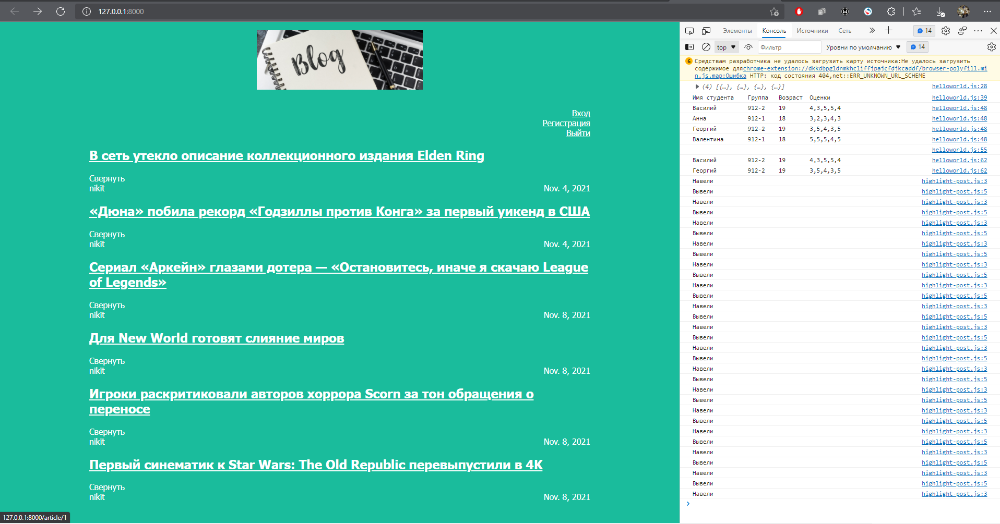 127.0.0.1:8000
Blog
Вход
Регистрация
Выйти
В сеть утекло описание коллекционного издания Elden Ring
Свернуть
nikit Nov. 4, 2021
«Дюна» побила рекорд «Годзиллы против Конга» за первый уикенд в США
Свернуть
nikit Nov. 4, 2021
Сериал «Аркейн» глазами дотера — «Остановитесь, иначе я скачаю League
of Legends»
Свернуть
nikit Nov. 8, 2021
Для New World готовят слияние миров
Свернуть
nikit Nov. 8, 2021
Игроки раскритиковали авторов хоррора Scorn за тон обращения о
переносе
Свернуть
nikit Nov. 8, 2021
Первый синематик к Star Wars: The Old Republic перевыпустили в 4K
Свернуть
nikit Nov. 8, 2021
127.0.0.1:8000/article/1
Элементы Консоль Источники Сеть 14
top Фильтр Уровни по умолчанию 14
6 Средствам разработчика не удалось загрузить карту источника:Не удалось загрузить
содержимое дляchrome-extension://dkkdbpgldnmkhcliffjpajcfdjkcaddf/browser-polyfill.mi
n.js.map:Ошибка HTTP: код состояния 404,net::ERR_UNKNOWN_URL_SCHEME
(4) [{…}, {…}, {…}, {…}] helloworld.js:28
Имя студента Группа Возраст Оценки helloworld.js:39
Василий 912-2 19 4,3,5,5,4 helloworld.js:48
Анна 912-1 18 3,2,3,4,3 helloworld.js:48
Георгий 912-2 19 3,5,4,3,5 helloworld.js:48
Валентина 912-1 18 5,5,5,4,5 helloworld.js:48
helloworld.js:55
Василий 912-2 19 4,3,5,5,4 helloworld.js:62
Георгий 912-2 19 3,5,4,3,5 helloworld.js:62
Навели highlight-post.js:3
Вывели highlight-post.js:5
Навели highlight-post.js:3
Вывели highlight-post.js:5
Навели highlight-post.js:3
Вывели highlight-post.js:5
Навели highlight-post.js:3
Вывели highlight-post.js:5
Навели highlight-post.js:3
Вывели highlight-post.js:5
Навели highlight-post.js:3
Вывели highlight-post.js:5
Навели highlight-post.js:3
Вывели highlight-post.js:5
Навели highlight-post.js:3
Вывели highlight-post.js:5
Навели highlight-post.js:3
Вывели highlight-post.js:5
Навели highlight-post.js:3
Вывели highlight-post.js:5
Навели highlight-post.js:3
Вывели highlight-post.js:5
Навели highlight-post.js:3
Вывели highlight-post.js:5
Навели highlight-post.js:3
Вывели highlight-post.js:5
Навели highlight-post.js:3
Вывели highlight-post.js:5
Навели highlight-post.js:3
Вывели highlight-post.js:5
Навели highlight-post.js:3